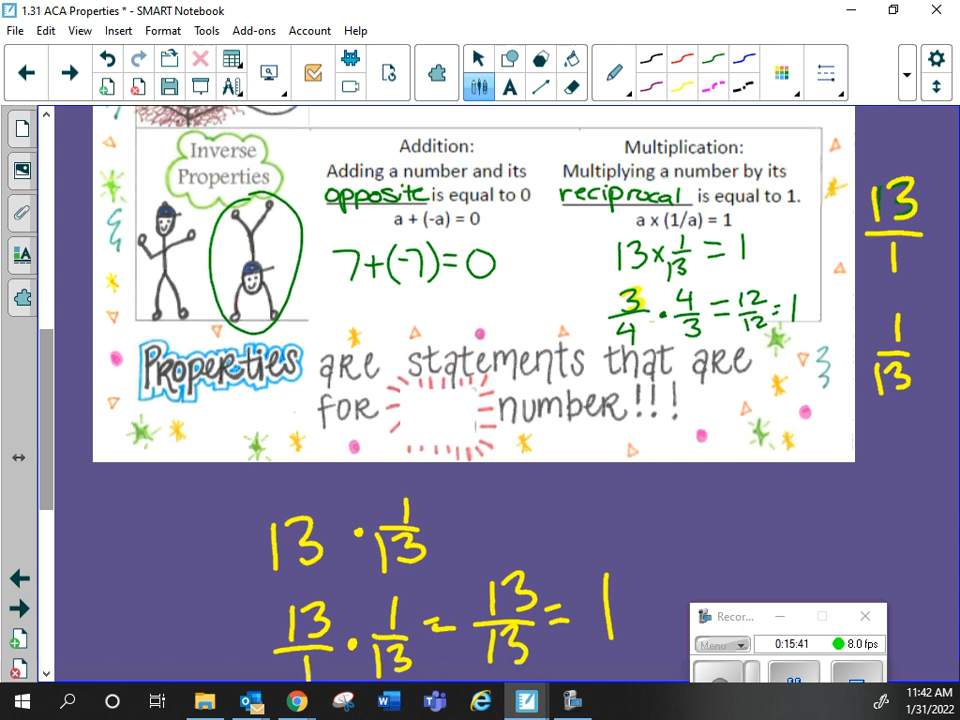 1.31 ACA Properties * - SMART Notebook
File Edit View Insert Format Tools Add-ons Account Help
Inverse
Properties
Addition:
Adding a number and its
opposite is equal to 0
a + (-a) = 0
7+(-7)=0
Multiplication:
Multiplying a number by its
reciprocal is equal to 1.
a x (1/a) = 1
13 × 1/13 = 1
3/4 · 4/3 = 12/12 = 1
13/1
1/13
Properties are statements that are
for number!!!
13 · 1/13
13/1 · 1/13 = 13/13 = 1
Recor...
Menu 0:15:41 8.0 fps
11:42 AM
1/31/2022